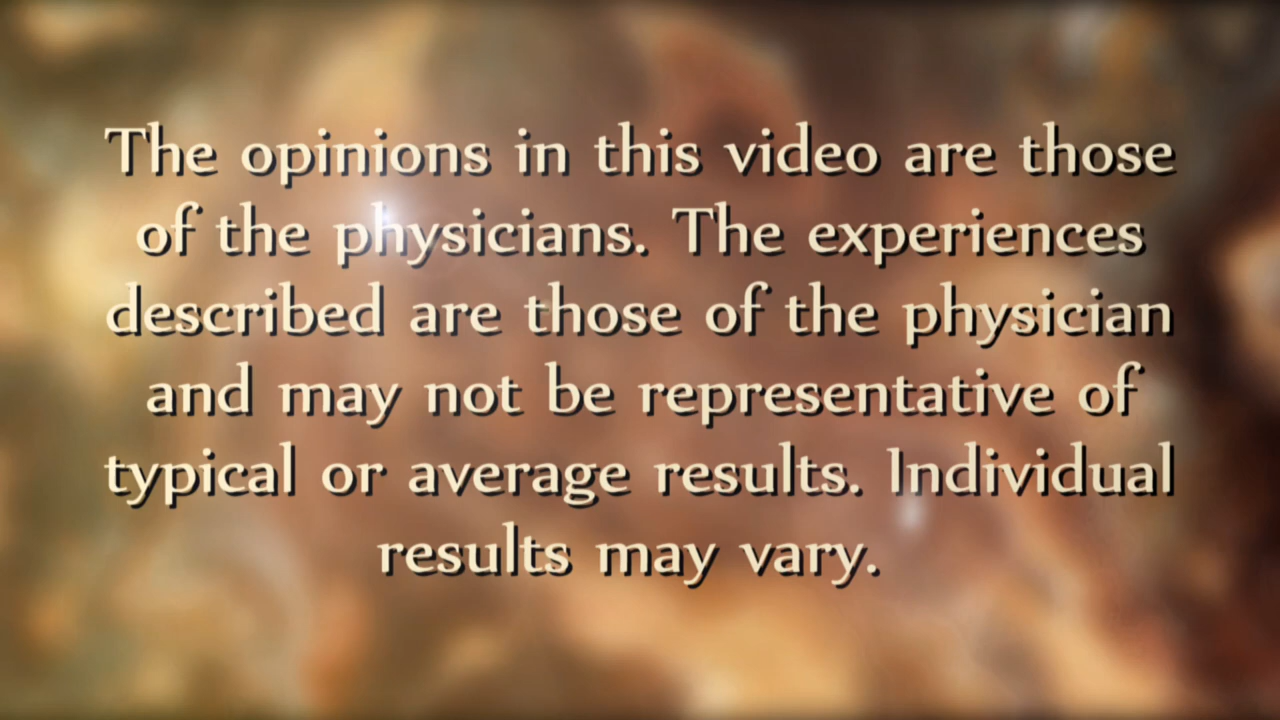 The opinions in this video are those
of the physicians. The experiences
described are those of the physician
and may not be representative of
typical or average results. Individual
results may vary.